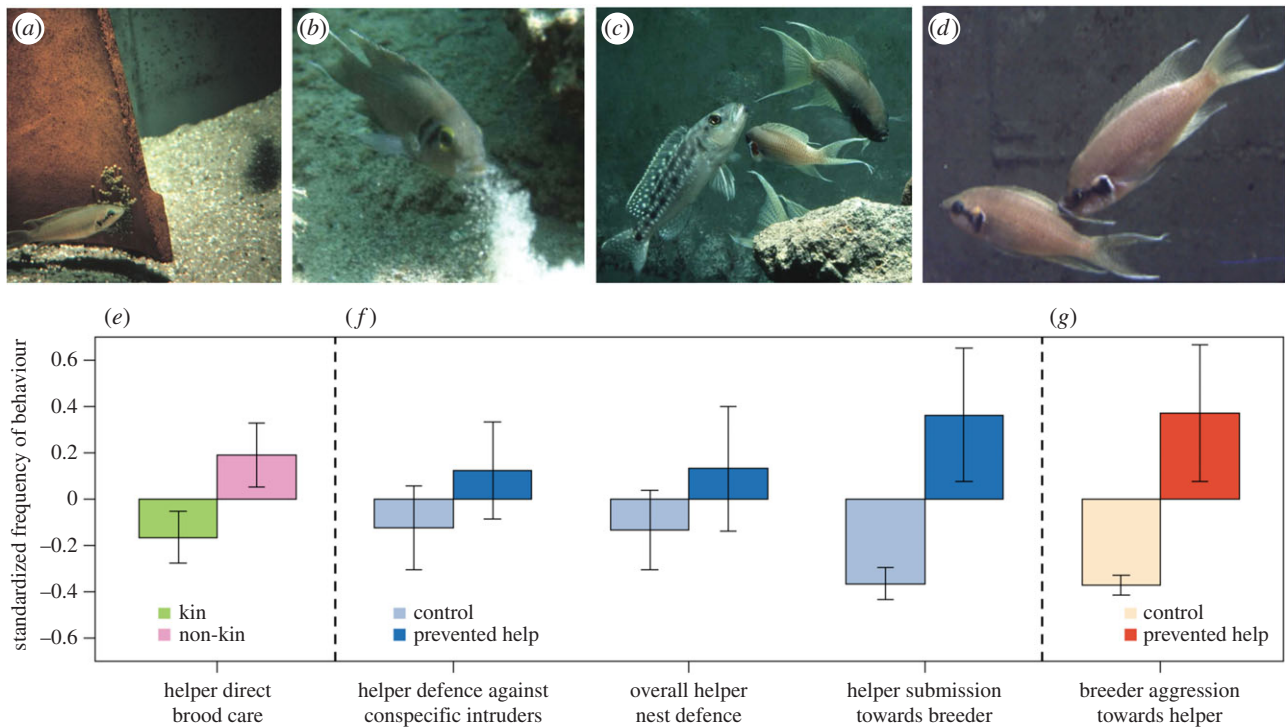 (a)
(b)
(c)
(d)
(e)
(f)
(g)
standardized frequency of behaviour
0.6
0.4
0.2
0
–0.2
–0.4
–0.6
kin
non-kin
control
prevented help
control
prevented help
helper direct
brood care
helper defence against
conspecific intruders
overall helper
nest defence
helper submission
towards breeder
breeder aggression
towards helper